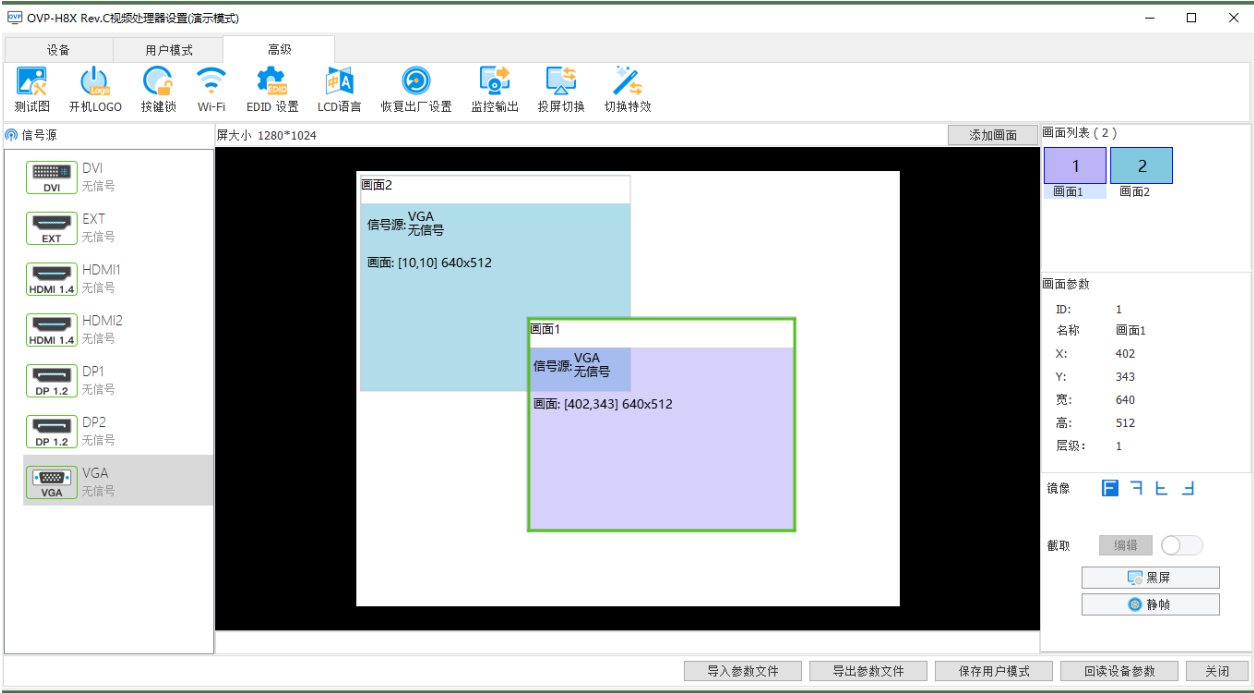 OVP-H8X Rev.C视频处理器设置(演示模式)
设备 用户模式 高级
测试图 开机LOGO 按键锁 Wi-Fi EDID 设置 LCD语言 恢复出厂设置 监控输出 投屏切换 切换特效
信号源
屏大小 1280*1024
添加画面
画面列表 ( 2 )
DVI
DVI
无信号
EXT
EXT
无信号
HDMI 1.4
HDMI1
无信号
HDMI 1.4
HDMI2
无信号
DP 1.2
DP1
无信号
DP 1.2
DP2
无信号
VGA
VGA
无信号
画面2
信号源: VGA
无信号
画面: [10,10] 640x512
画面1
信号源: VGA
无信号
画面: [402,343] 640x512
1 2
画面1 画面2
画面参数
ID: 1
名称 画面1
X: 402
Y: 343
宽: 640
高: 512
层级: 1
镜像
截取 编辑
黑屏
静帧
导入参数文件 导出参数文件 保存用户模式 回读设备参数 关闭